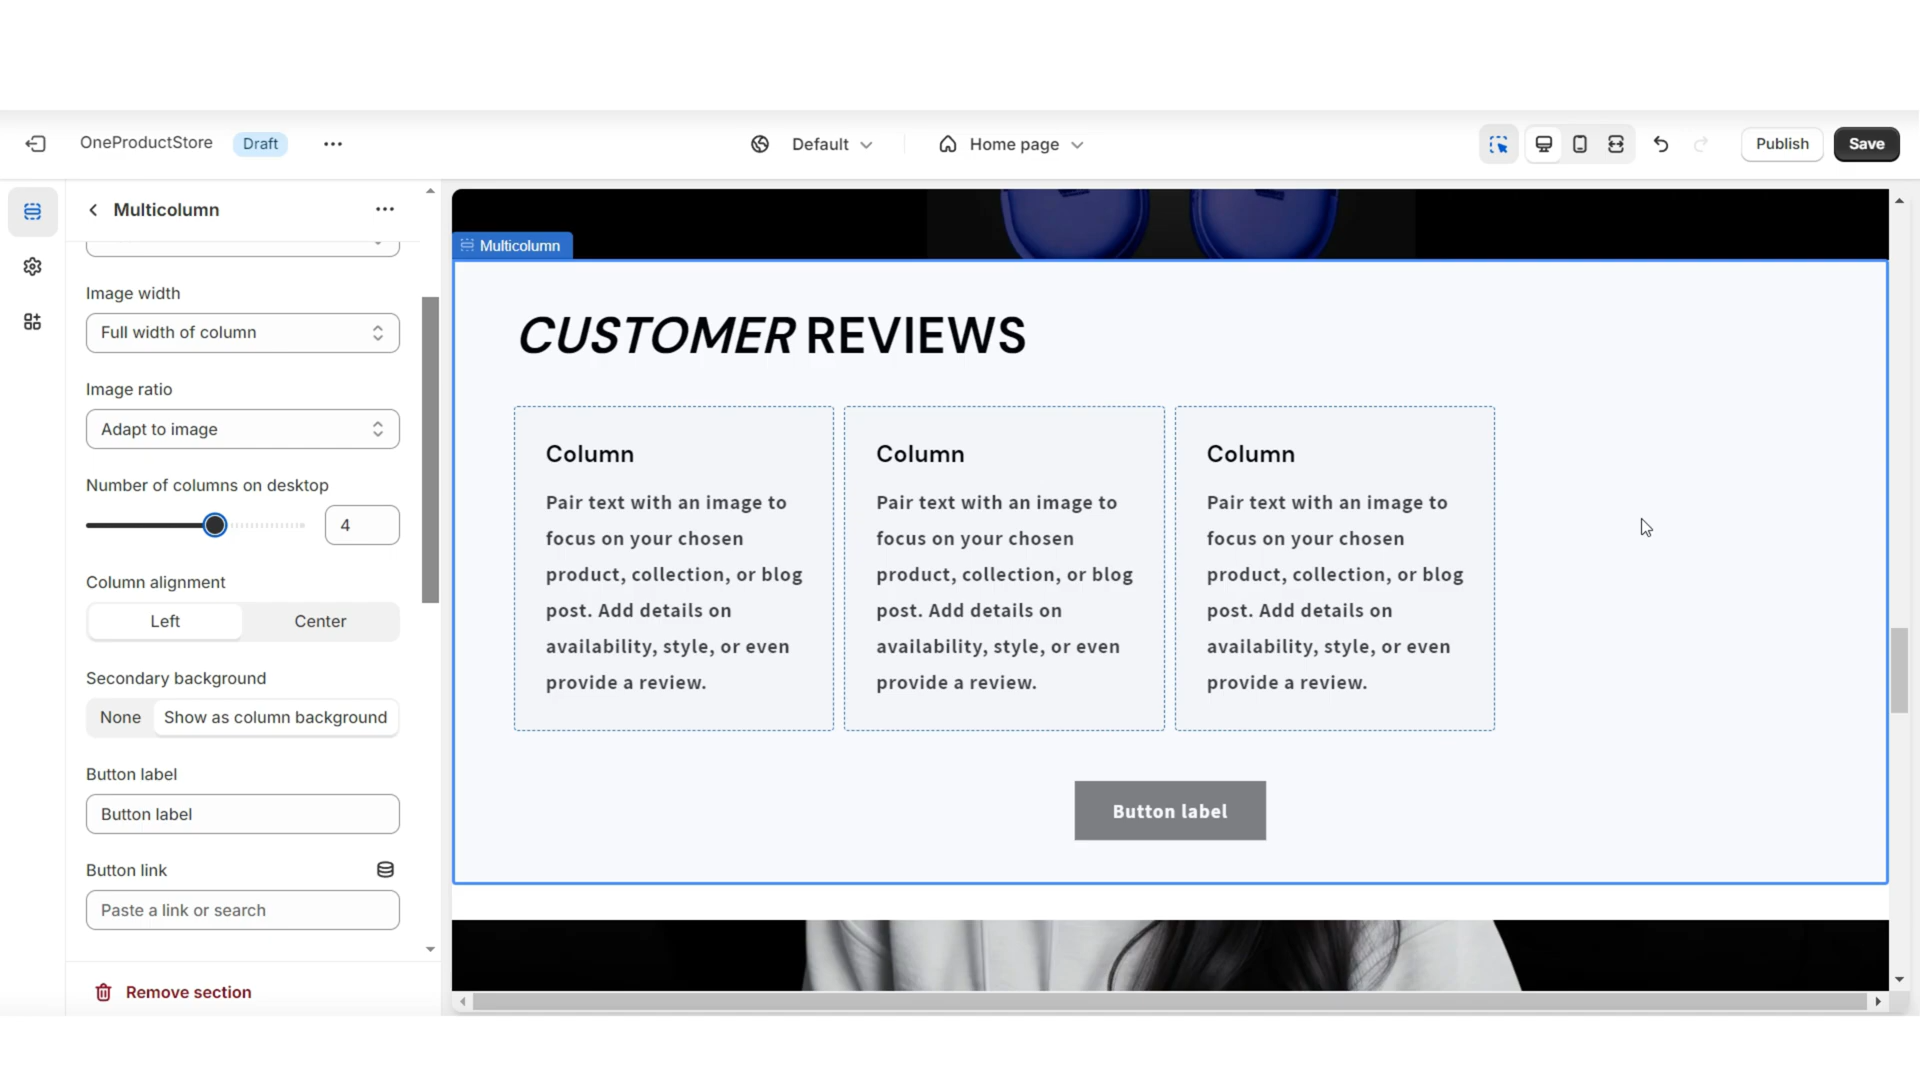 OneProductStore Draft Default Home page Publish Save
Multicolumn
Image width
Full width of column
Image ratio
Adapt to image
Number of columns on desktop
4
Column alignment
Left Center
Secondary background
None Show as column background
Button label
Button label
Button link
Paste a link or search
Remove section
Multicolumn
CUSTOMER REVIEWS
Column
Pair text with an image to
focus on your chosen
product, collection, or blog
post. Add details on
availability, style, or even
provide a review.
Column
Pair text with an image to
focus on your chosen
product, collection, or blog
post. Add details on
availability, style, or even
provide a review.
Column
Pair text with an image to
focus on your chosen
product, collection, or blog
post. Add details on
availability, style, or even
provide a review.
Button label